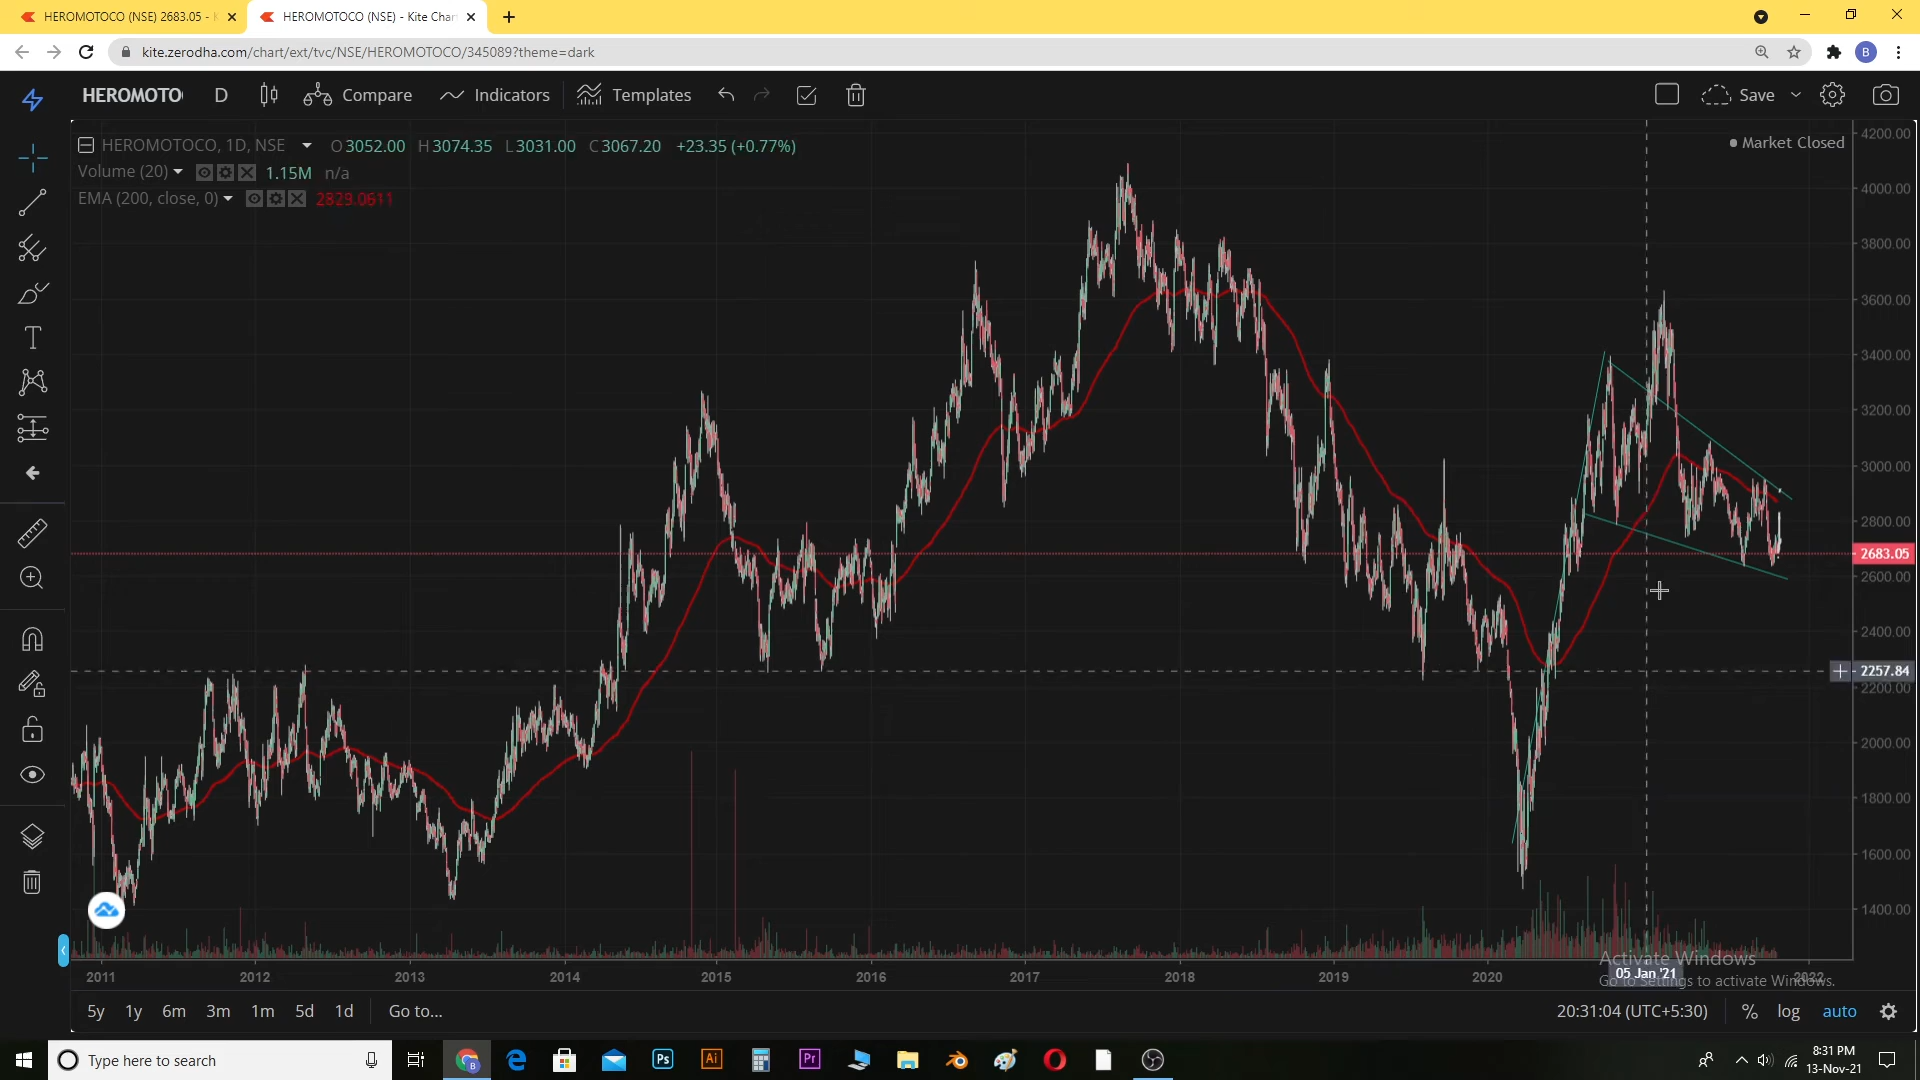 HEROMOTOCO (NSE) 2683.05 -
HEROMOTOCO (NSE) - Kite Char
kite.zerodha.com/chart/ext/tvc/NSE/HEROMOTOCO/345089?theme=dark
B
HEROMOTO
D
Compare
Indicators
Templates
Save
HEROMOTOCO, 1D, NSE O3052.00 H3074.35 L3031.00 C3067.20 +23.35 (+0.77%)
Market Closed
Volume (20) 1.15M n/a
EMA (200, close, 0) 2829.0611
4200.00
4000.00
3800.00
3600.00
3400.00
3200.00
3000.00
2800.00
2683.05
2600.00
2400.00
2257.84
2200.00
2000.00
1800.00
1600.00
1400.00
2011 2012 2013 2014 2015 2016 2017 2018 2019 2020 05 Jan '21 2022
Activate Windows
Go to Settings to activate Windows.
5y 1y 6m 3m 1m 5d 1d Go to...
20:31:04 (UTC+5:30) % log auto
Type here to search
Ps Ai Pr
8:31 PM
13-Nov-21